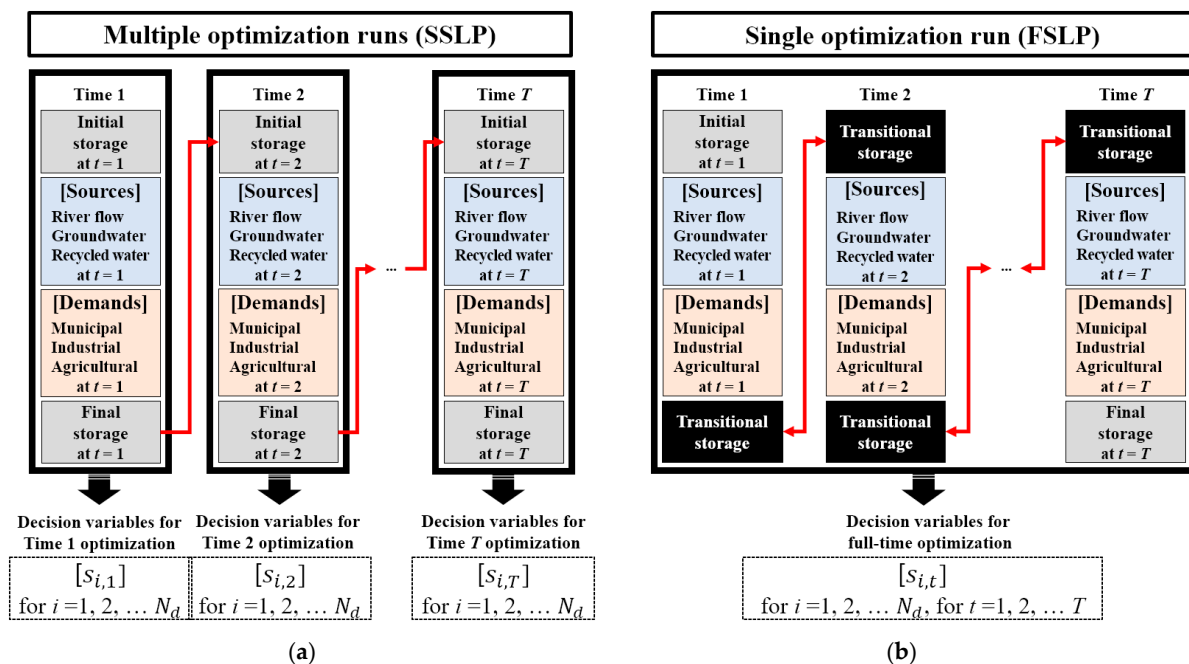 Multiple optimization runs (SSLP)
Time 1
Initial
storage
at t = 1
[Sources]
River flow
Groundwater
Recycled water
at t = 1
[Demands]
Municipal
Industrial
Agricultural
at t = 1
Final
storage
at t = 1
Time 2
Initial
storage
at t = 2
[Sources]
River flow
Groundwater
Recycled water
at t = 2
[Demands]
Municipal
Industrial
Agricultural
at t = 2
Final
storage
at t = 2
...
Time T
Initial
storage
at t = T
[Sources]
River flow
Groundwater
Recycled water
at t = T
[Demands]
Municipal
Industrial
Agricultural
at t = T
Final
storage
at t = T
Decision variables for
Time 1 optimization
[s_{i,1}]
for i =1, 2, … N_d
Decision variables for
Time 2 optimization
[s_{i,2}]
for i =1, 2, … N_d
Decision variables for
Time T optimization
[s_{i,T}]
for i =1, 2, … N_d
(a)
Single optimization run (FSLP)
Time 1
Initial
storage
at t = 1
[Sources]
River flow
Groundwater
Recycled water
at t = 1
[Demands]
Municipal
Industrial
Agricultural
at t = 1
Transitional
storage
Time 2
Transitional
storage
[Sources]
River flow
Groundwater
Recycled water
at t = 2
[Demands]
Municipal
Industrial
Agricultural
at t = 2
Transitional
storage
...
Time T
Transitional
storage
[Sources]
River flow
Groundwater
Recycled water
at t = T
[Demands]
Municipal
Industrial
Agricultural
at t = T
Final
storage
at t = T
Decision variables for
full-time optimization
[s_{i,t}]
for i=1, 2, … N_d, for t=1, 2, … T
(b)